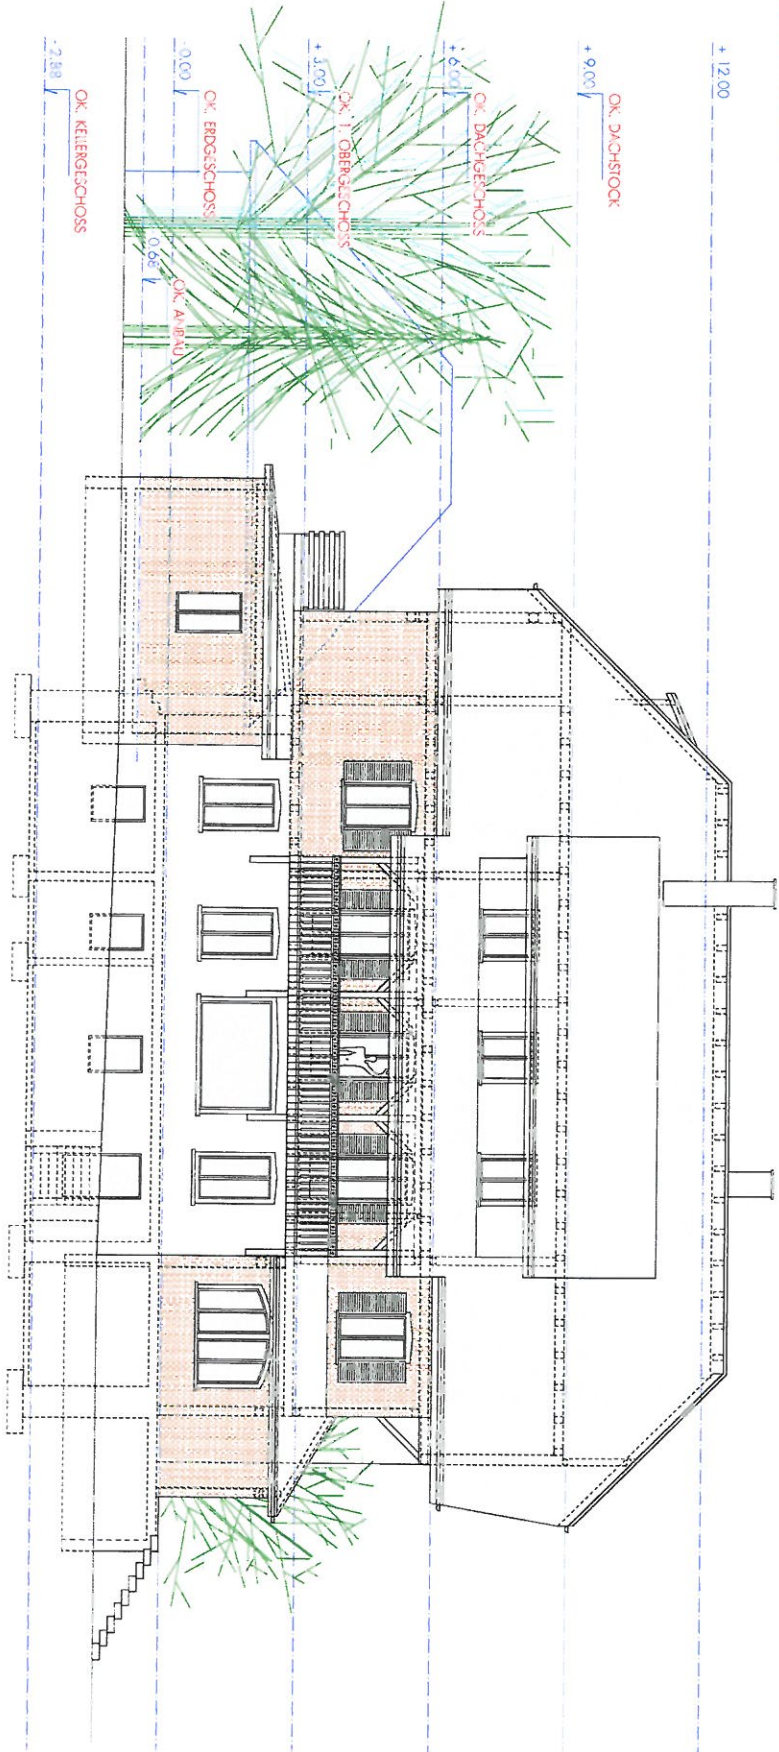 + 12.00
OK. DACHSTOCK
+ 9.00
OK. DACHGESCHOSS
+ 6.00
OK. 1. OBERGESCHOSS
+ 3.00
OK. ERDGESCHOSS
0.00
OK. ANBAU
0.66
OK. KELLERGESCHOSS
- 2.88